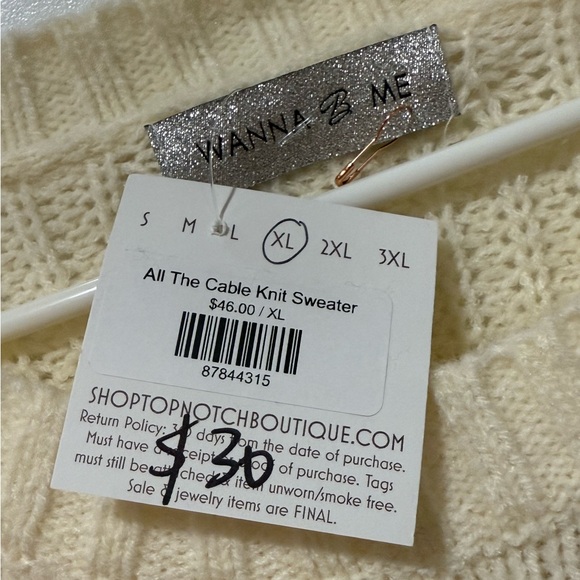 WANNA B ME
S M L XL 2XL 3XL
All The Cable Knit Sweater
$46.00 / XL
87844315
SHOPTOPNOTCHBOUTIQUE.COM
Return Policy: days from the date of purchase.
Must have receipt of purchase. Tags
must still be attached & item unworn/smoke free.
Sale & jewelry items are FINAL.
$30